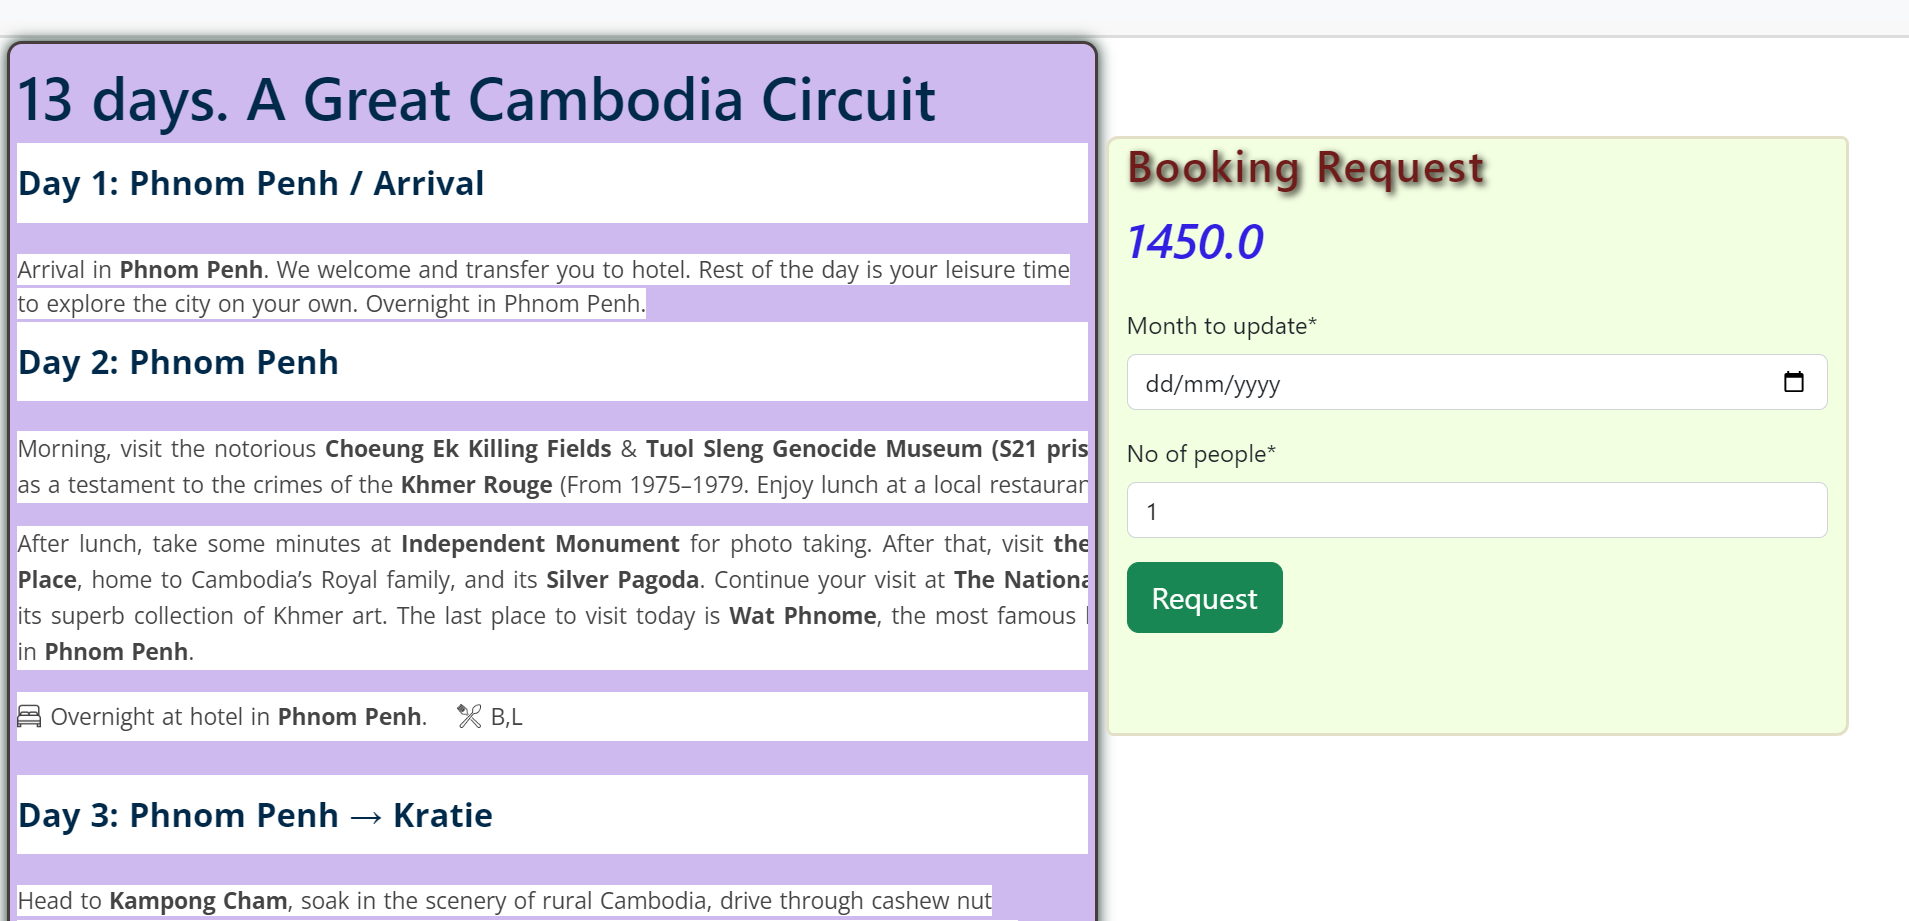 13 days. A Great Cambodia Circuit
Day 1: Phnom Penh / Arrival
Arrival in Phnom Penh. We welcome and transfer you to hotel. Rest of the day is your leisure time
to explore the city on your own. Overnight in Phnom Penh.
Day 2: Phnom Penh
Morning, visit the notorious Choeung Ek Killing Fields & Tuol Sleng Genocide Museum (S21 pris
as a testament to the crimes of the Khmer Rouge (From 1975–1979. Enjoy lunch at a local restauran
After lunch, take some minutes at Independent Monument for photo taking. After that, visit the
Place, home to Cambodia’s Royal family, and its Silver Pagoda. Continue your visit at The Nationa
its superb collection of Khmer art. The last place to visit today is Wat Phnome, the most famous
in Phnom Penh.
Overnight at hotel in Phnom Penh. B,L
Day 3: Phnom Penh → Kratie
Head to Kampong Cham, soak in the scenery of rural Cambodia, drive through cashew nut
Booking Request
1450.0
Month to update*
dd/mm/yyyy
No of people*
1
Request